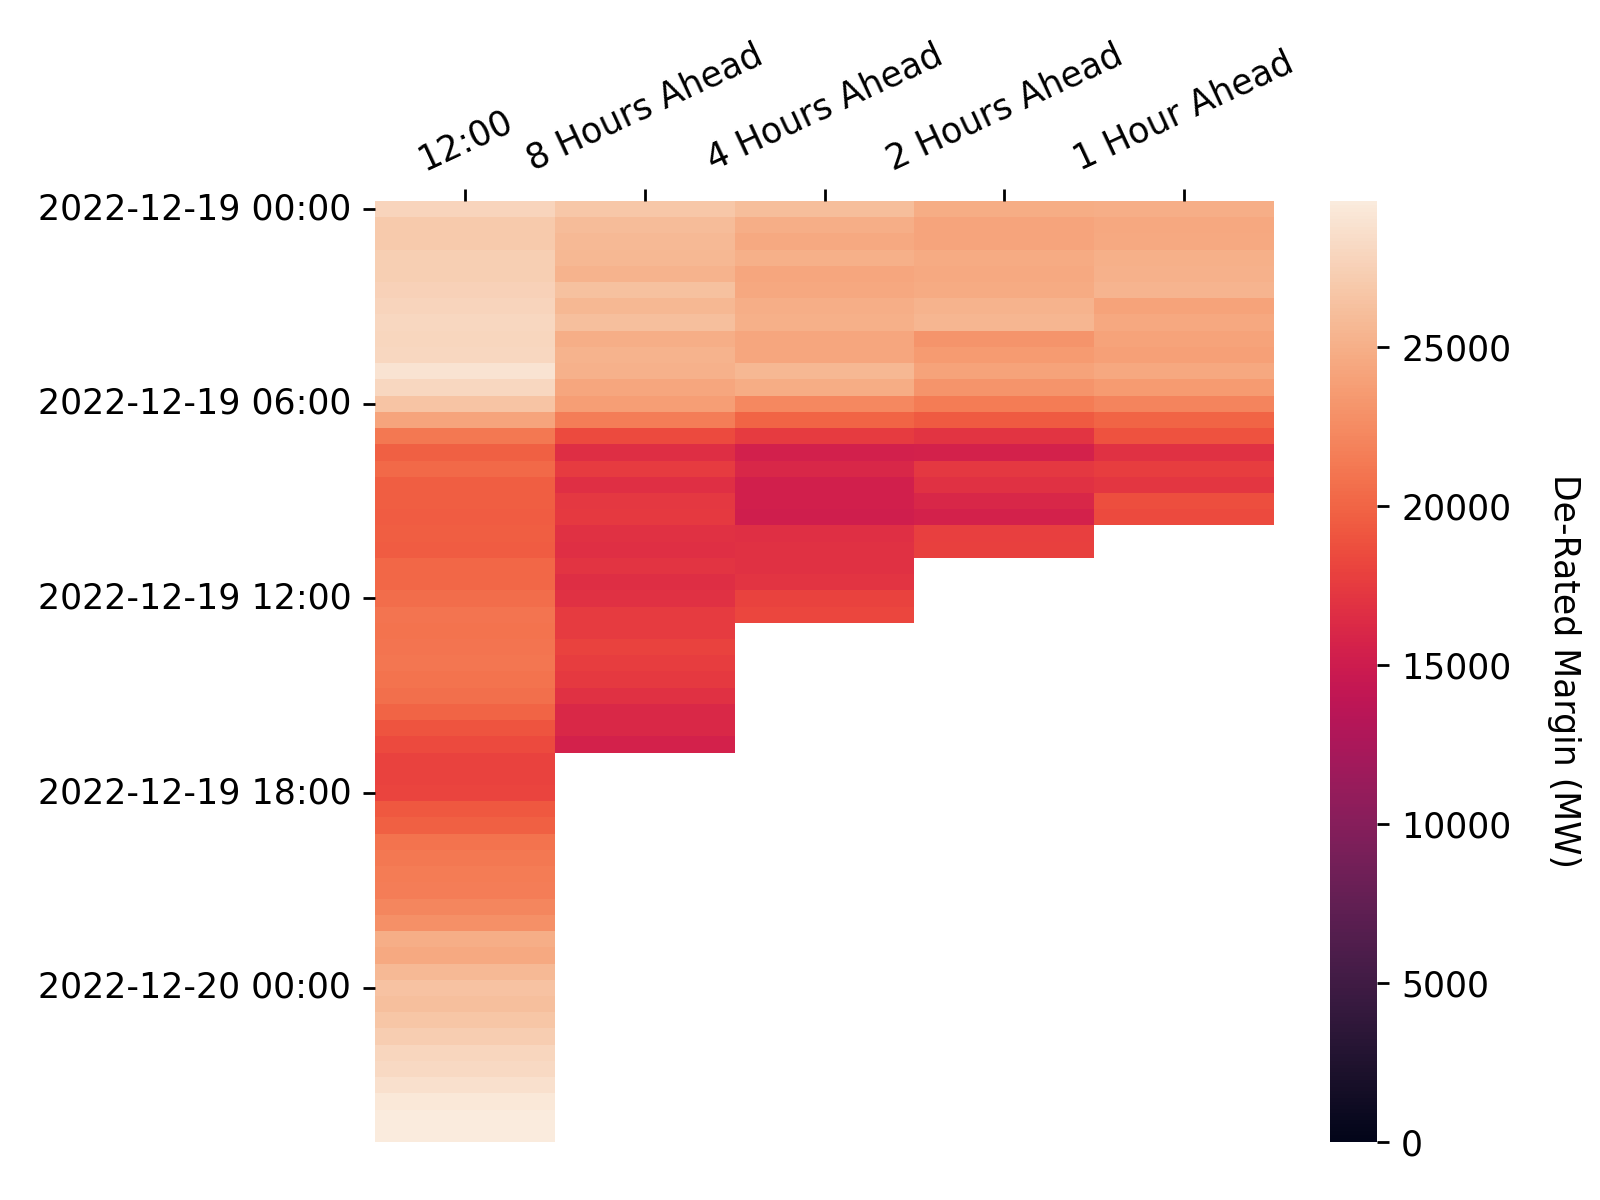 12:00
8 Hours Ahead
4 Hours Ahead
2 Hours Ahead
1 Hour Ahead
2022-12-19 00:00
2022-12-19 06:00
2022-12-19 12:00
2022-12-19 18:00
2022-12-20 00:00
25000
20000
15000
10000
5000
0
De-Rated Margin (MW)